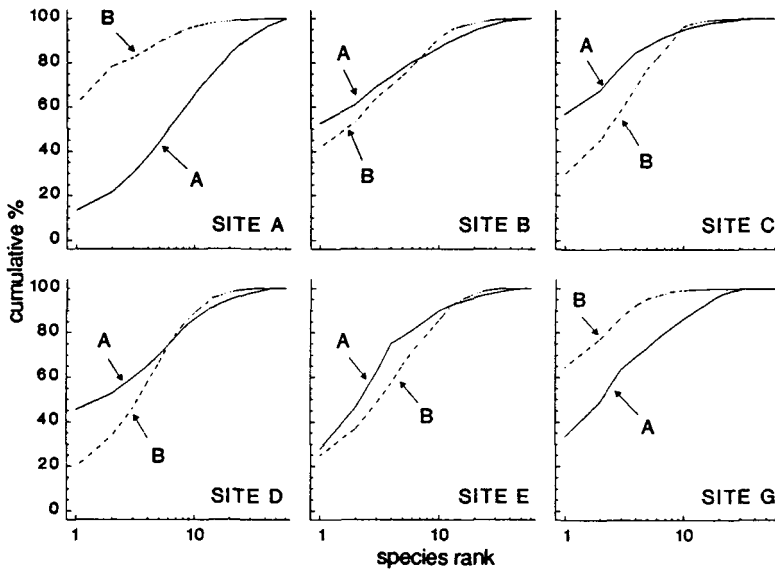 100
80
60
40
20
0
B
A
SITE A
A
B
SITE B
A
B
SITE C
cumulative %
100
80
60
40
20
0
A
B
SITE D
A
B
SITE E
B
A
SITE G
1 10
1 10
1 10
species rank